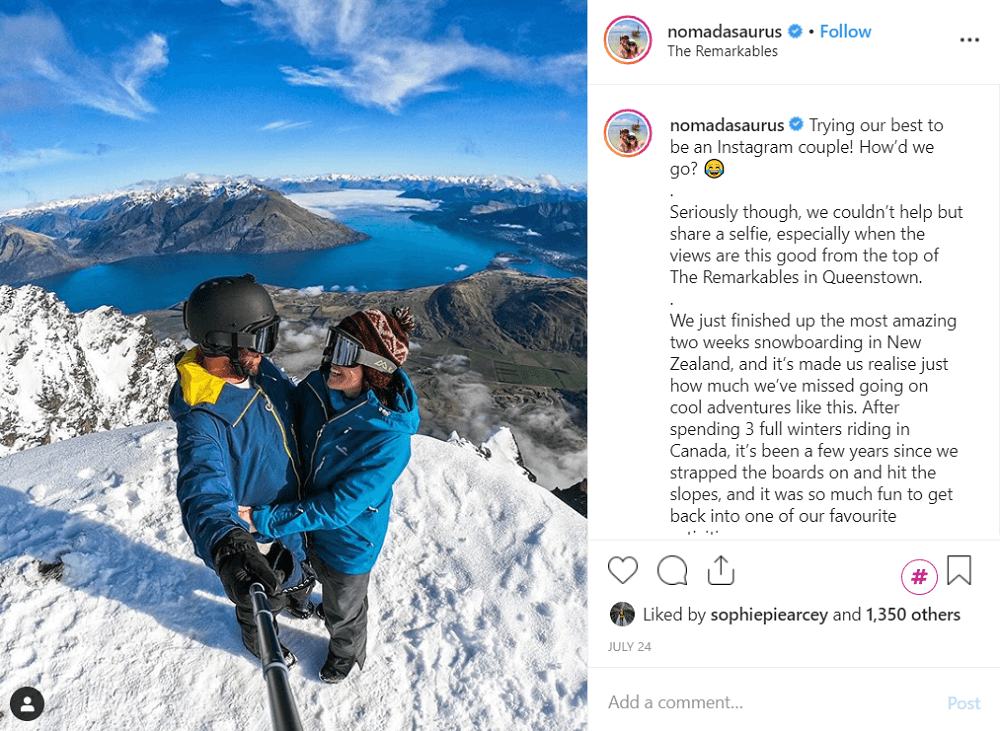 nomadasaurus • Follow
The Remarkables
nomadasaurus Trying our best to
be an Instagram couple! How’d we
go? 😂
.
Seriously though, we couldn’t help but
share a selfie, especially when the
views are this good from the top of
The Remarkables in Queenstown.
.
We just finished up the most amazing
two weeks snowboarding in New
Zealand, and it’s made us realise just
how much we’ve missed going on
cool adventures like this. After
spending 3 full winters riding in
Canada, it’s been a few years since we
strapped the boards on and hit the
slopes, and it was so much fun to get
back into one of our favourite
#
Liked by sophiepiearcey and 1,350 others
JULY 24
Add a comment... Post